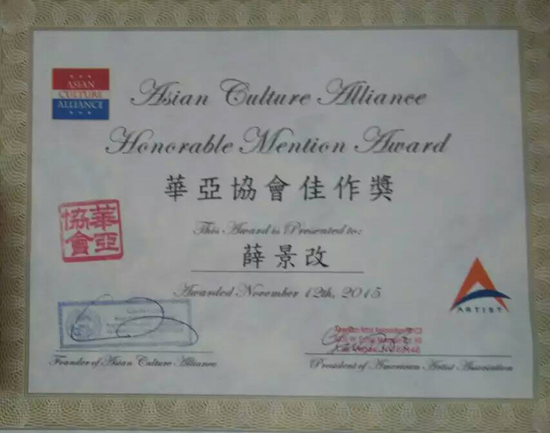 ASIAN
CULTURE
ALLIANCE
Asian Culture Alliance
Honorable Mention Award
華亞協會佳作獎
華亞
協會
This Award is Presented to:
薛景改
Awarded November 12th, 2015
ARTIST
Founder of Asian Culture Alliance
President of American Artist Association